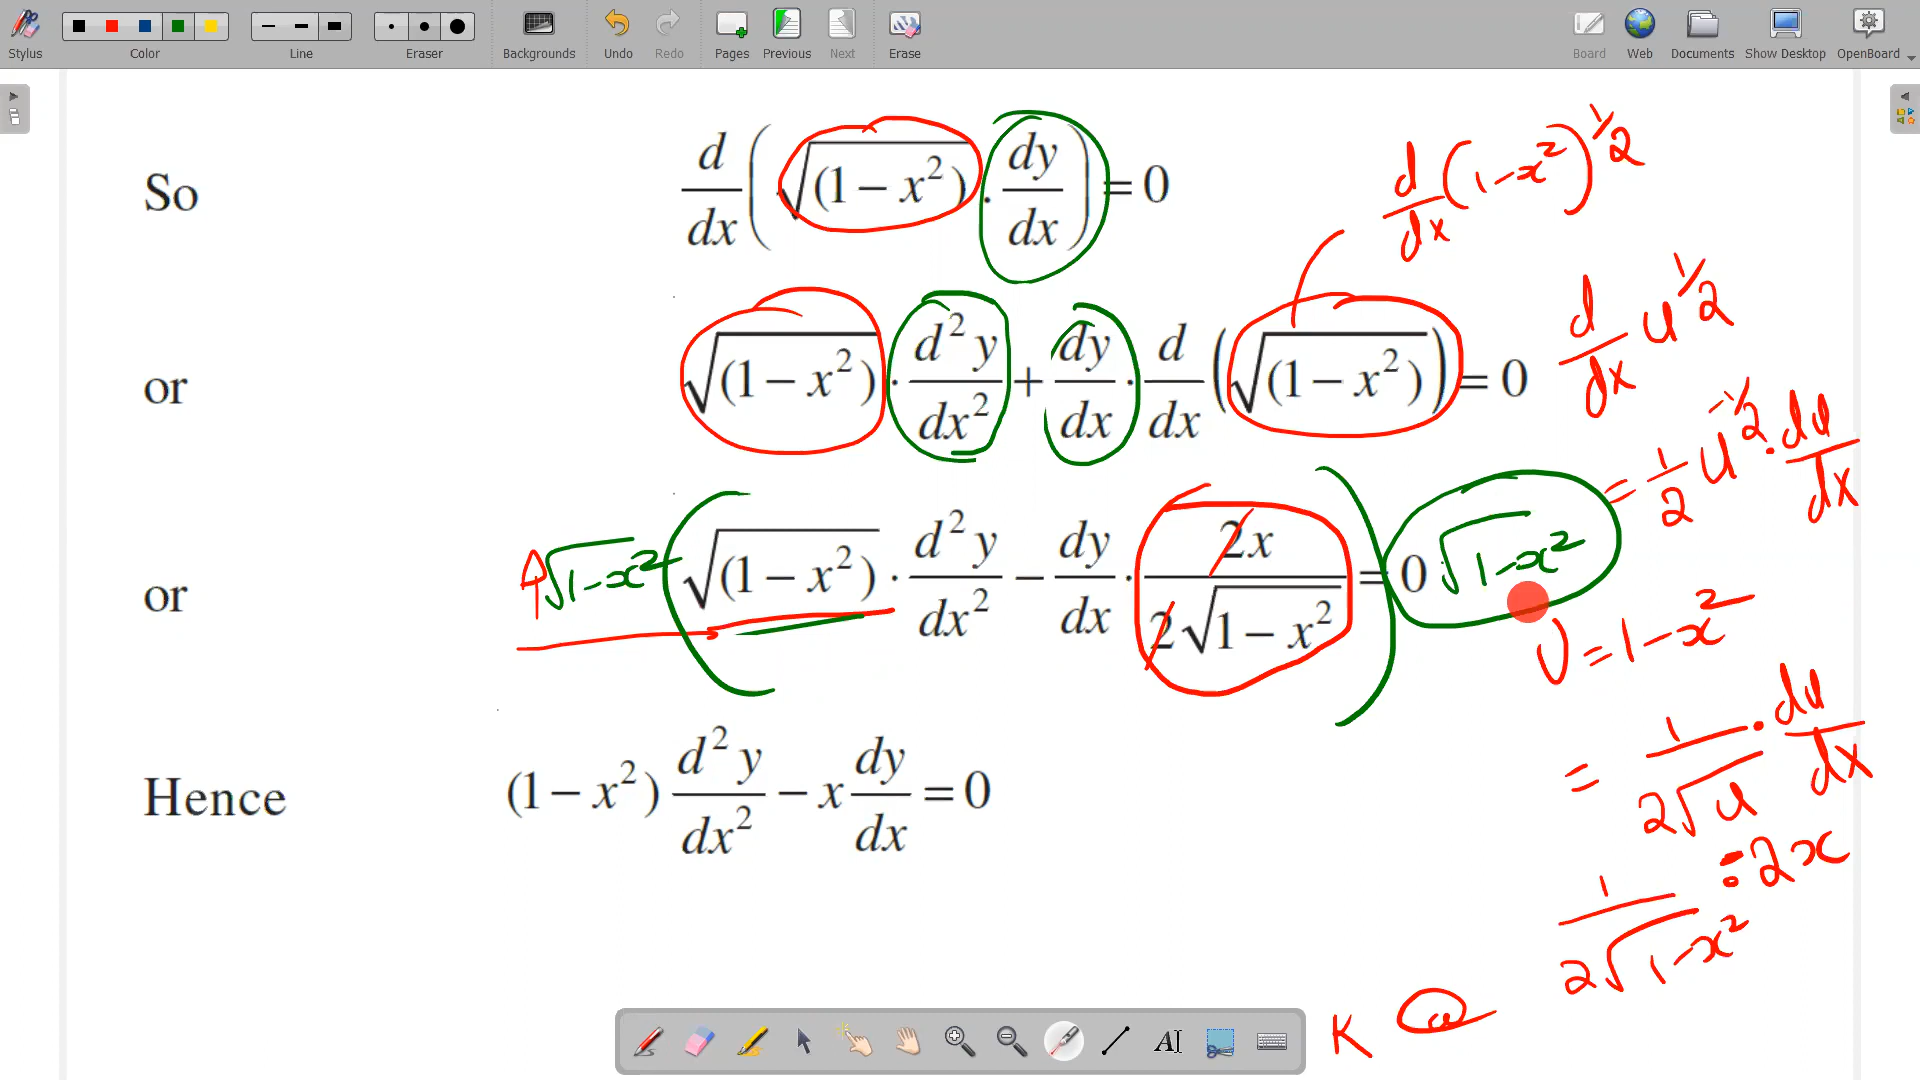 Stylus Color Line Eraser Backgrounds Undo Redo Pages Previous Next Erase Board Web Documents Show Desktop OpenBoard
So d/dx(√(1 − x²) · dy/dx) = 0
d/dx (1-x²)^1/2
or √(1 − x²) · d²y/dx² + dy/dx · d/dx(√(1 − x²)) = 0
d/dx u^1/2
= 1/2 u^-1/2 · du/dx
or √1-x² (√(1 − x²) · d²y/dx² − dy/dx · 2x/2√1 − x²) = 0 √1-x²
U = 1-x²
= 1/2√u · du/dx
Hence (1 − x²) d²y/dx² − x dy/dx = 0
1/2√1-x² · -2x
K